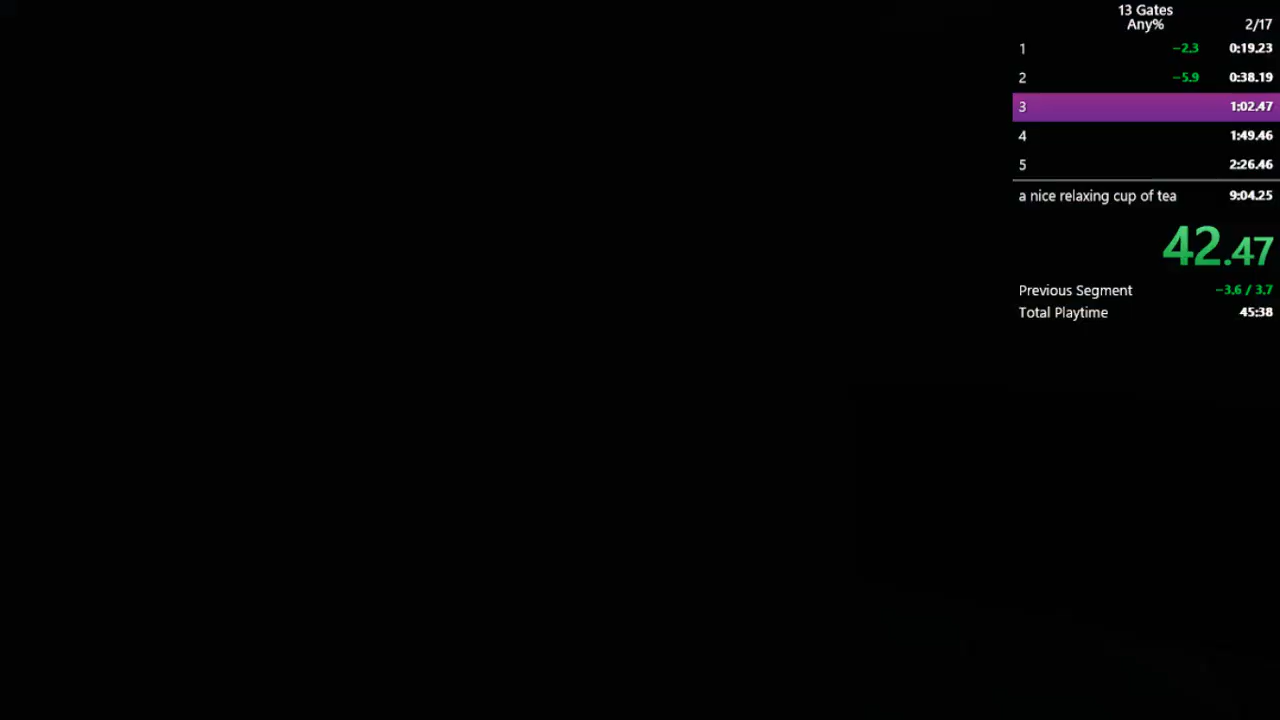 13 Gates
Any% 2/17
1 -2.3 0:19.23
2 -5.9 0:38.19
3 1:02.47
4 1:49.46
5 2:26.46
a nice relaxing cup of tea 9:04.25
42.47
Previous Segment -3.6 / 3.7
Total Playtime 45:38